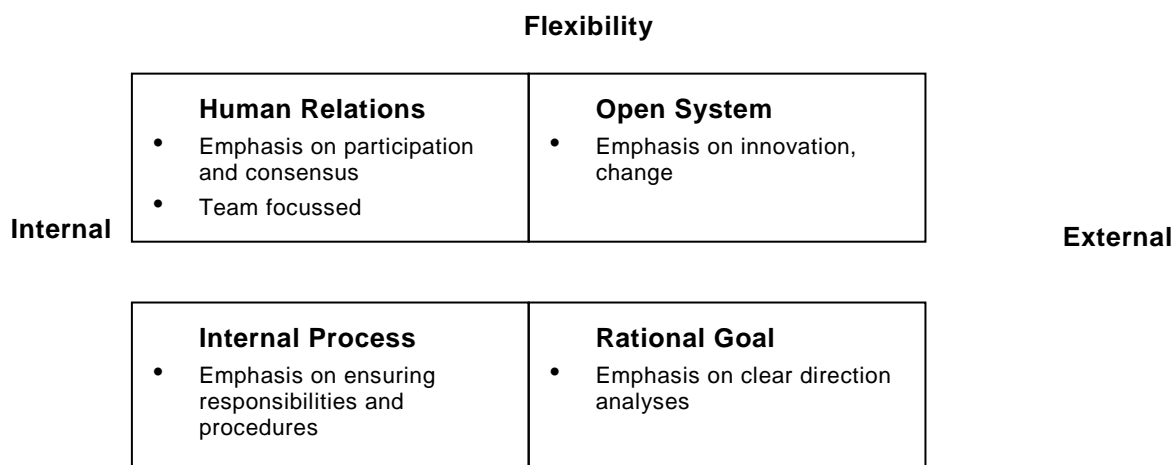 Flexibility
Human Relations
• Emphasis on participation
and consensus
• Team focussed
Open System
• Emphasis on innovation,
change
Internal
External
Internal Process
• Emphasis on ensuring
responsibilities and
procedures
Rational Goal
• Emphasis on clear direction
analyses